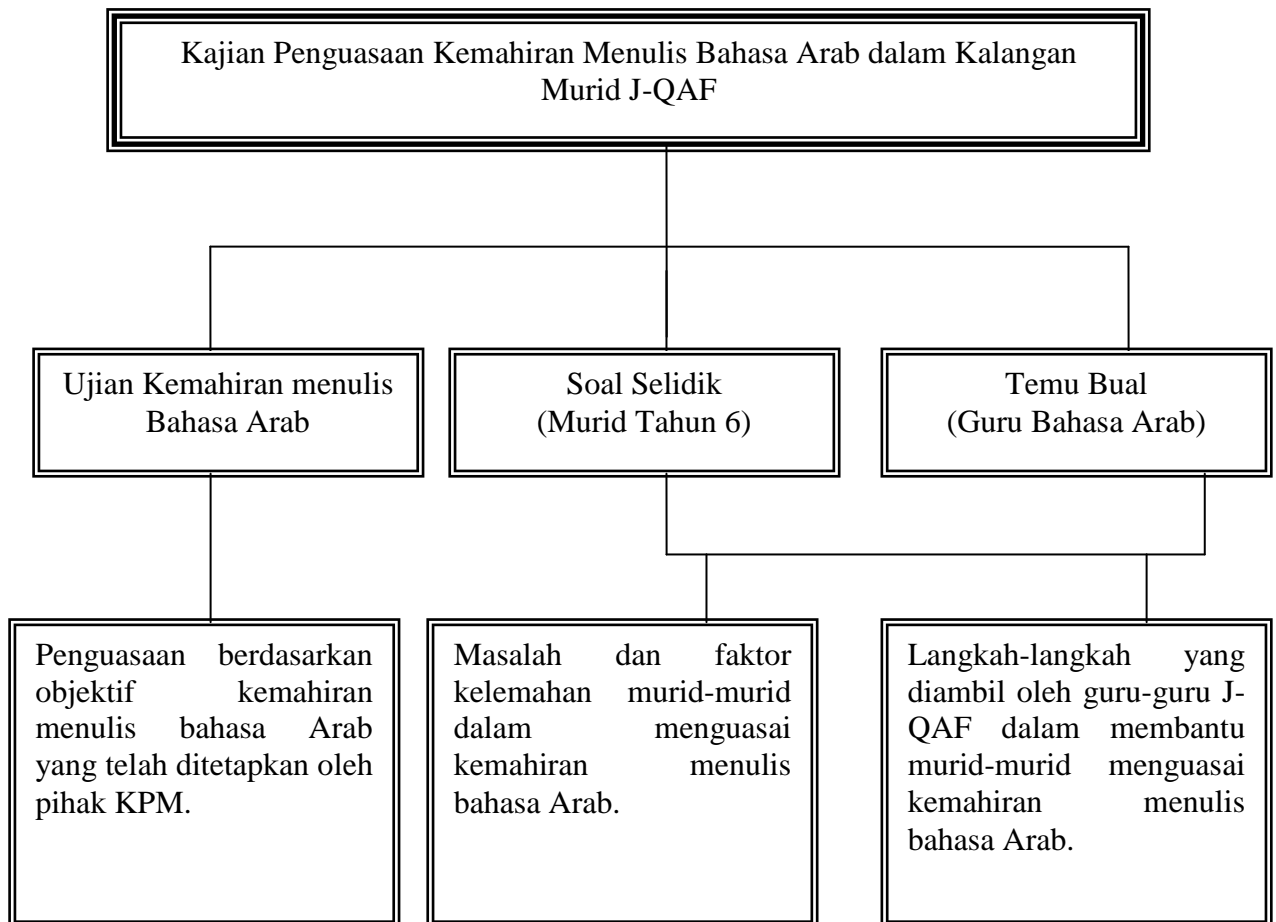 Kajian Penguasaan Kemahiran Menulis Bahasa Arab dalam Kalangan
Murid J-QAF
Ujian Kemahiran menulis
Bahasa Arab
Soal Selidik
(Murid Tahun 6)
Temu Bual
(Guru Bahasa Arab)
Penguasaan berdasarkan
objektif kemahiran
menulis bahasa Arab
yang telah ditetapkan oleh
pihak KPM.
Masalah dan faktor
kelemahan murid-murid
dalam menguasai
kemahiran menulis
bahasa Arab.
Langkah-langkah yang
diambil oleh guru-guru J-
QAF dalam membantu
murid-murid menguasai
kemahiran menulis
bahasa Arab.